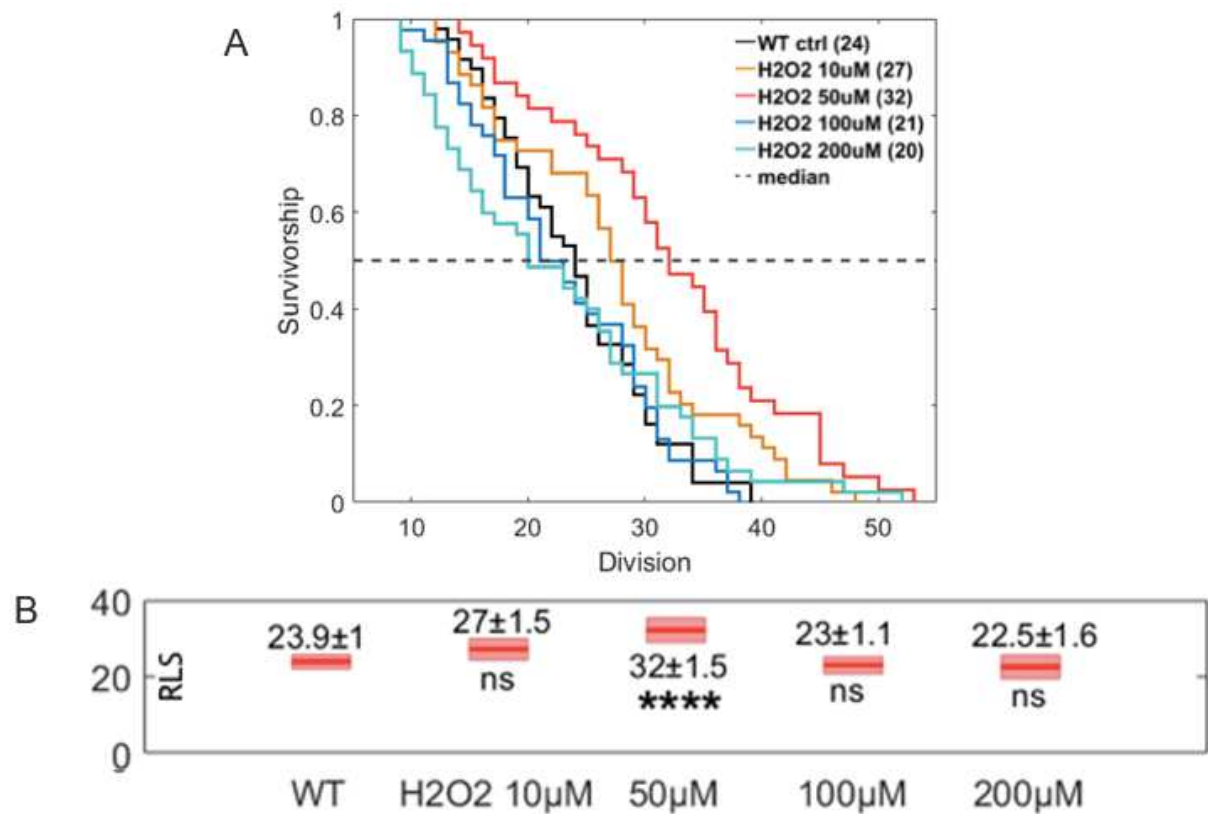 A
WT ctrl (24)
H2O2 10uM (27)
H2O2 50uM (32)
H2O2 100uM (21)
H2O2 200uM (20)
median
Survivorship
1
0.8
0.6
0.4
0.2
0
10 20 30 40 50
Division
B
RLS
40
20
0
23.9±1 27±1.5 32±1.5 23±1.1 22.5±1.6
ns **** ns ns
WT H2O2 10µM 50µM 100µM 200µM